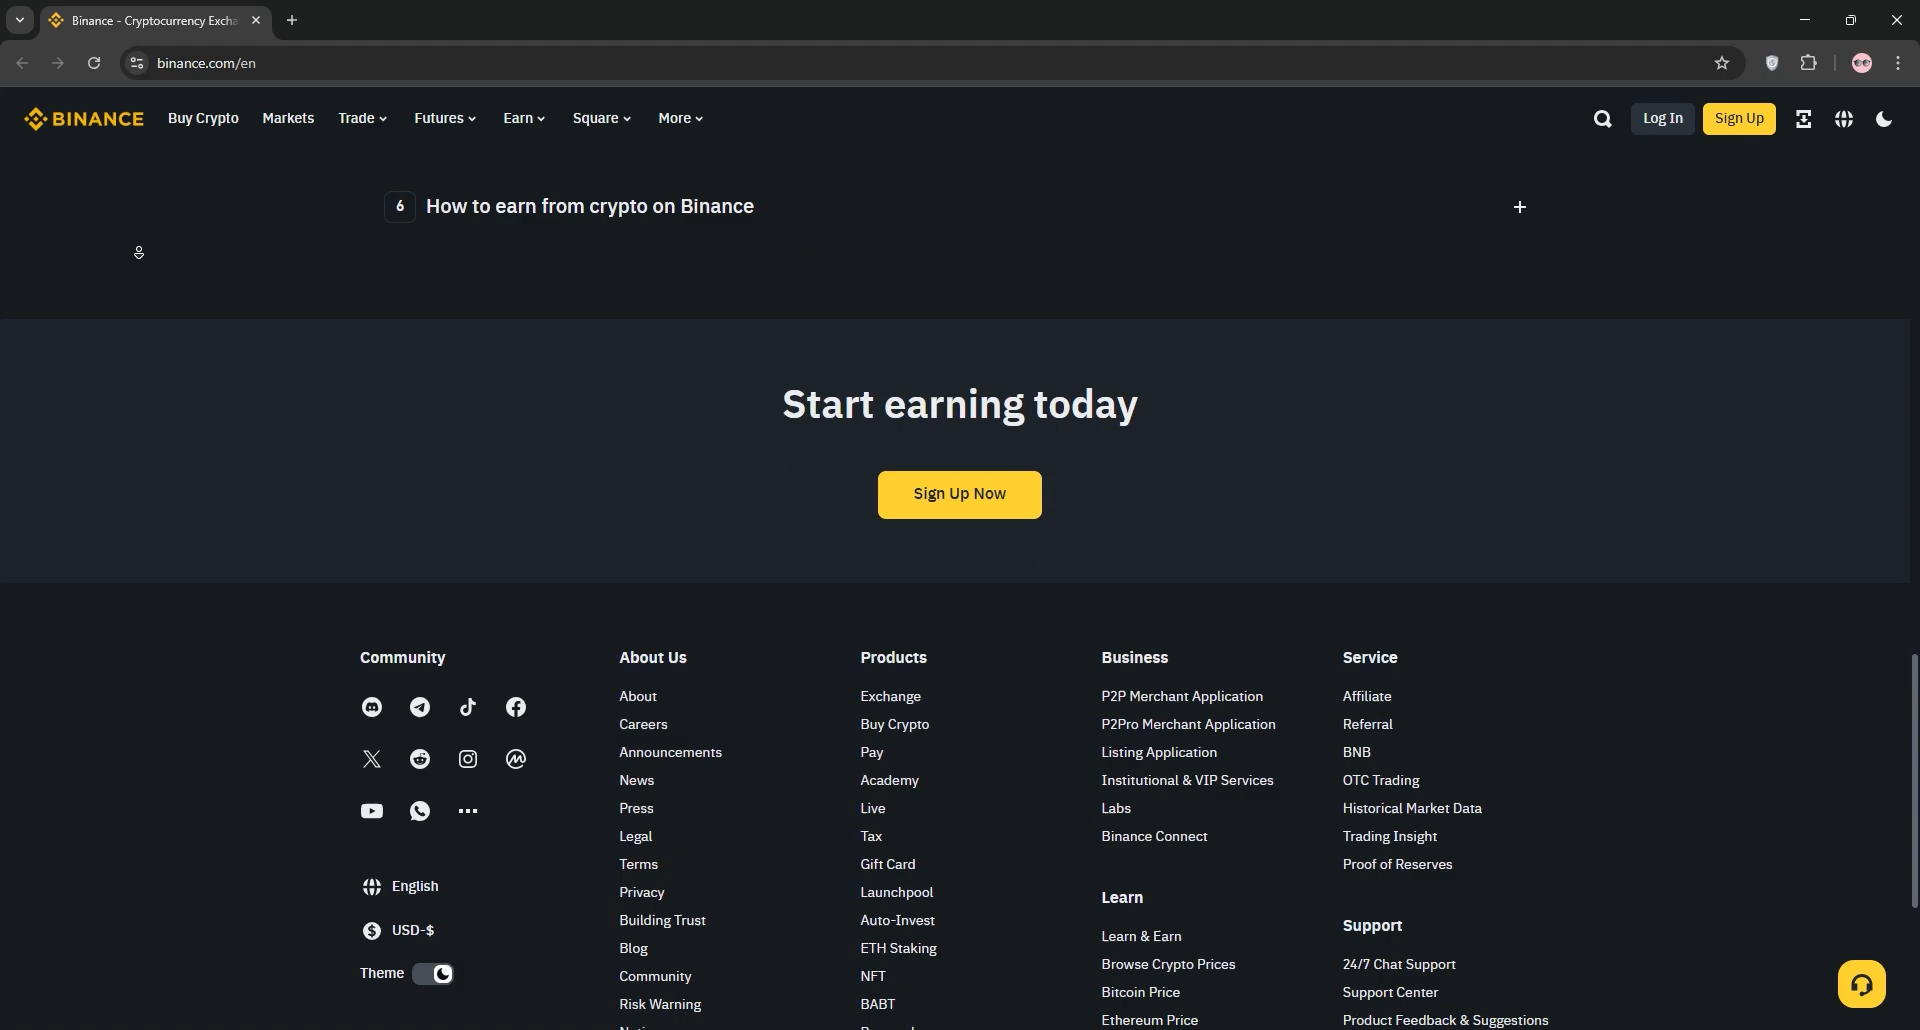 Binance - Cryptocurrency Excha
binance.com/en
BINANCE
Buy Crypto
Markets
Trade
Futures
Earn
Square
More
Log In
Sign Up
6
How to earn from crypto on Binance
Start earning today
Sign Up Now
Community
English
USD-$
Theme
About Us
About
Careers
Announcements
News
Press
Legal
Terms
Privacy
Building Trust
Blog
Community
Risk Warning
Products
Exchange
Buy Crypto
Pay
Academy
Live
Tax
Gift Card
Launchpool
Auto-Invest
ETH Staking
NFT
BABT
Business
P2P Merchant Application
P2Pro Merchant Application
Listing Application
Institutional & VIP Services
Labs
Binance Connect
Learn
Learn & Earn
Browse Crypto Prices
Bitcoin Price
Ethereum Price
Service
Affiliate
Referral
BNB
OTC Trading
Historical Market Data
Trading Insight
Proof of Reserves
Support
24/7 Chat Support
Support Center
Product Feedback & Suggestions